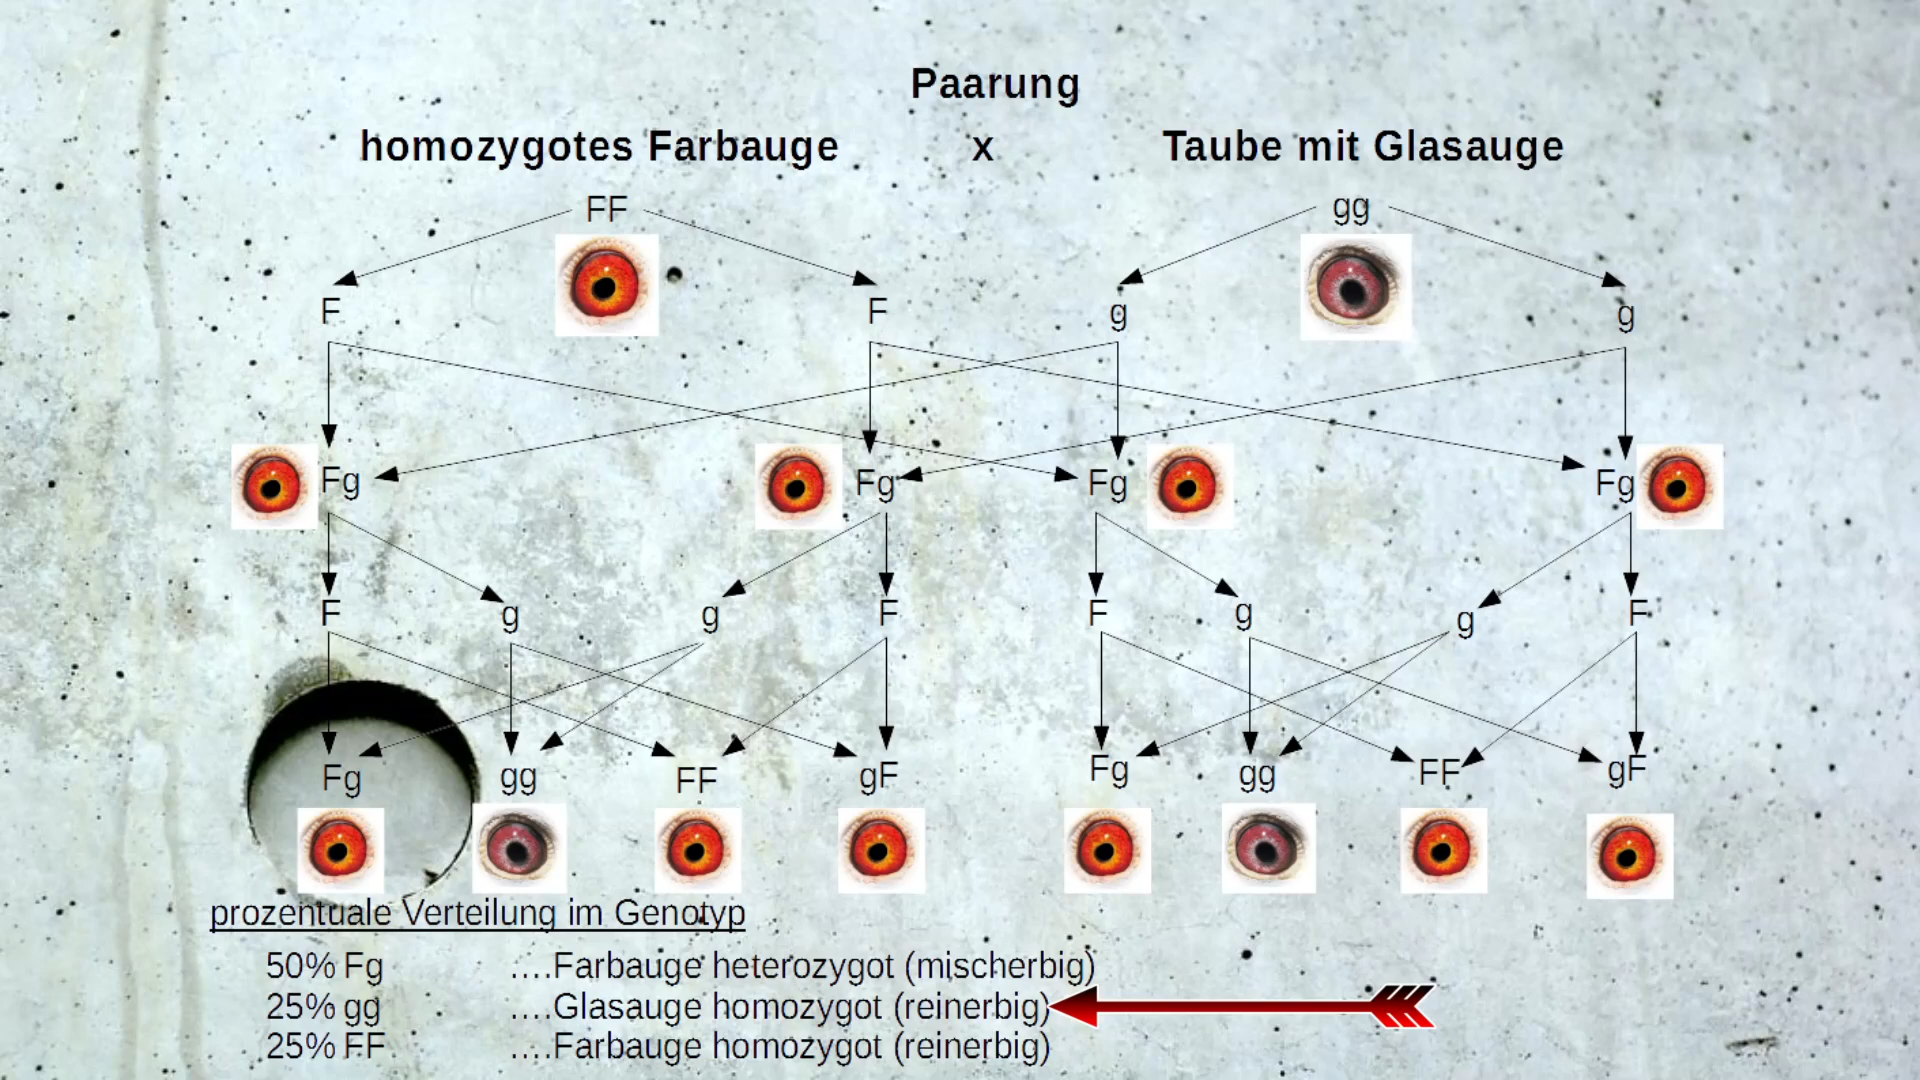 Paarung
homozygotes Farbauge x Taube mit Glasauge
FF gg
F F g g
Fg Fg Fg Fg
F g g F F g g F
Fg gg FF gF Fg gg FF gF
prozentuale Verteilung im Genotyp
50% Fg ....Farbauge heterozygot (mischerbig)
25% gg ....Glasauge homozygot (reinerbig)
25% FF ....Farbauge homozygot (reinerbig)